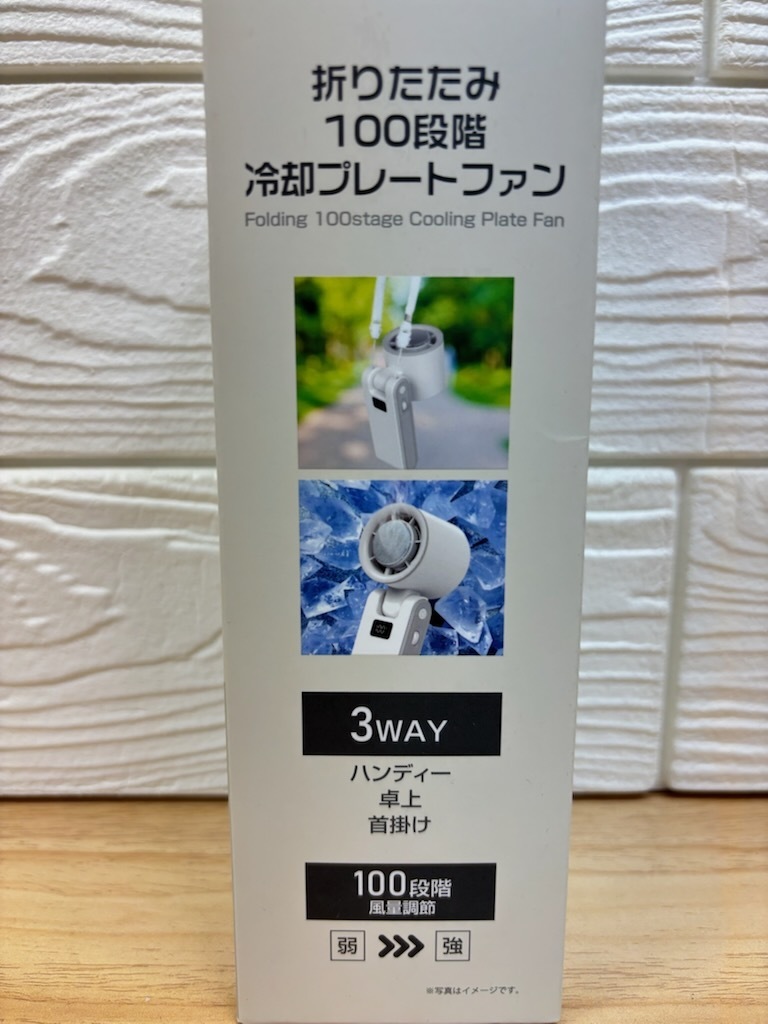 折りたたみ
100段階
冷却プレートファン
Folding 100stage Cooling Plate Fan
3WAY
ハンディー
卓上
首掛け
100段階
風量調節
弱 >>> 強
※写真はイメージです。